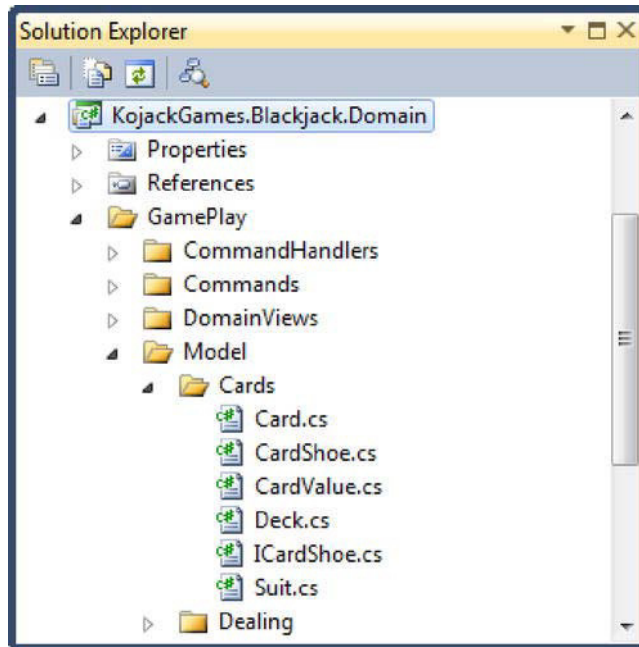 Solution Explorer
KojackGames.Blackjack.Domain
Properties
References
GamePlay
CommandHandlers
Commands
DomainViews
Model
Cards
Card.cs
CardShoe.cs
CardValue.cs
Deck.cs
ICardShoe.cs
Suit.cs
Dealing